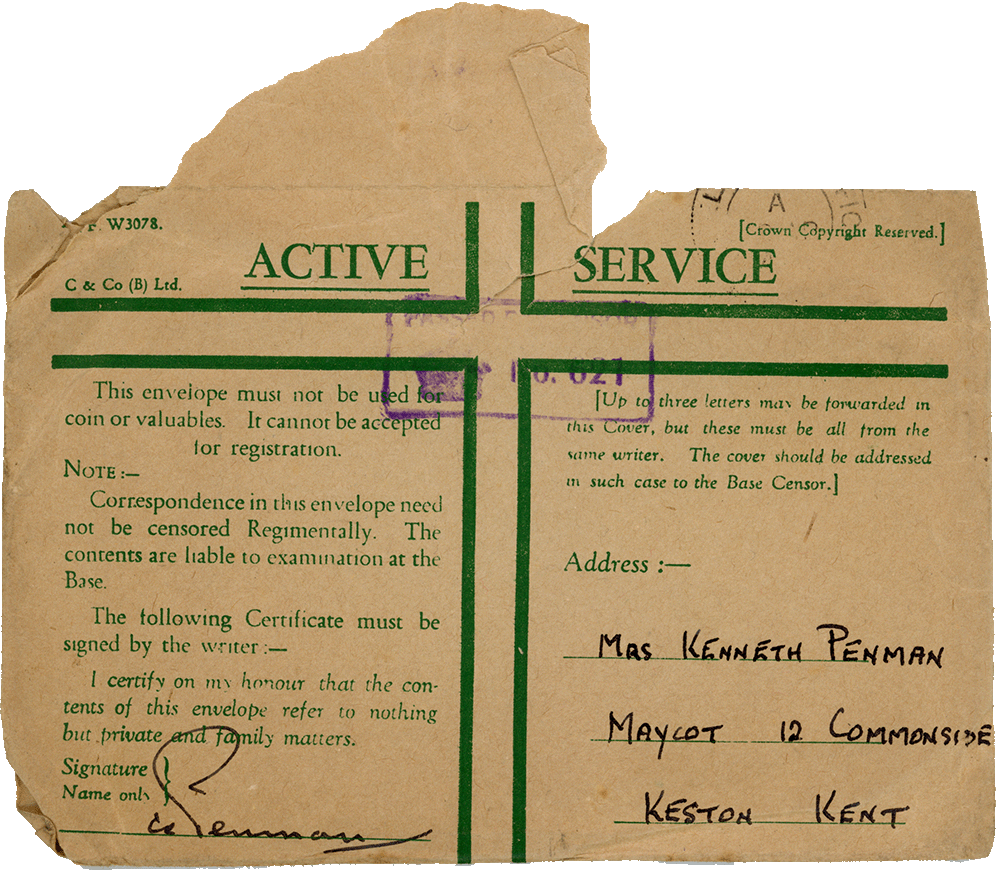 F. W3078.
[Crown Copyright Reserved.]
ACTIVE SERVICE
C & Co (B) Ltd.
No. 621
This envelope must not be used for
coin or valuables. It cannot be accepted
for registration.
NOTE :—
Correspondence in this envelope need
not be censored Regimentally. The
contents are liable to examination at the
Base.
The following Certificate must be
signed by the writer :—
I certify on my honour that the con-
tents of this envelope refer to nothing
but private and family matters.
Signature }
Name only }
Penman
[Up to three letters may be forwarded in
this Cover, but these must be all from the
same writer. The cover should be addressed
in such case to the Base Censor.]
Address :—
MRS KENNETH PENMAN
MAYCOT 12 COMMONSIDE
KESTON KENT